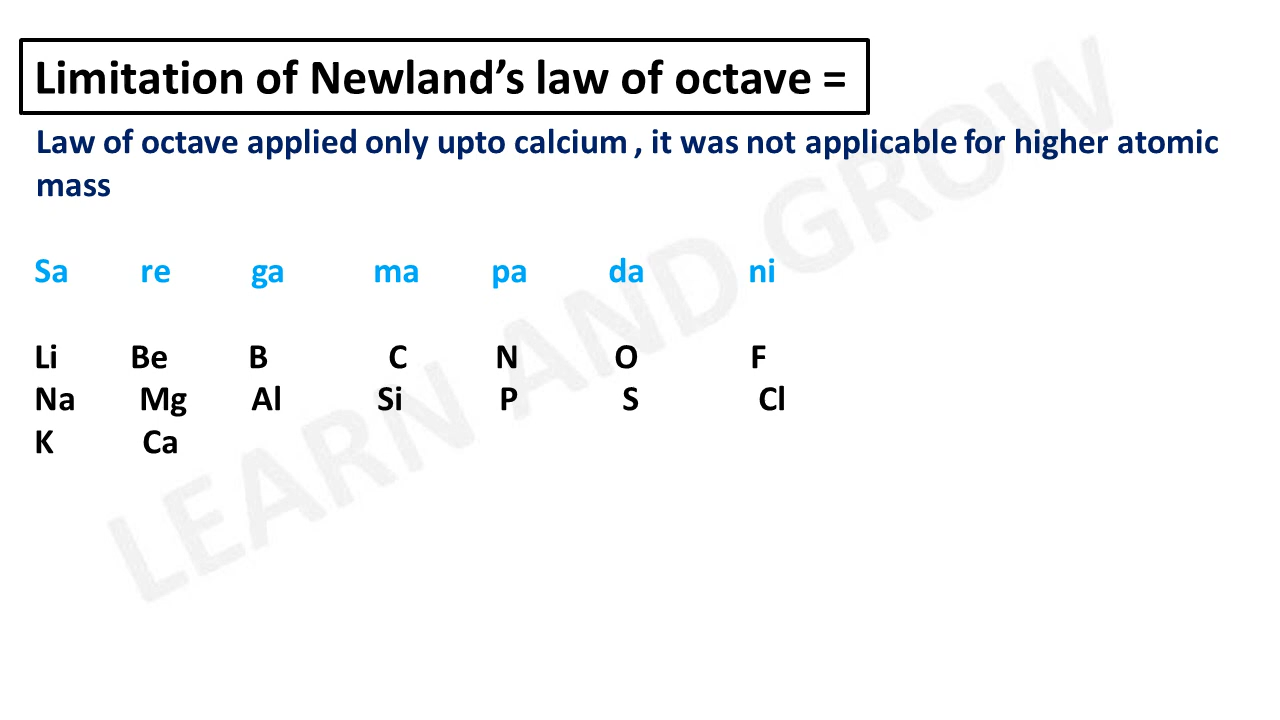 Limitation of Newland’s law of octave =
Law of octave applied only upto calcium , it was not applicable for higher atomic
mass
Sa re ga ma pa da ni
Li Be B C N O F
Na Mg Al Si P S Cl
K Ca
LEARN AND GROW